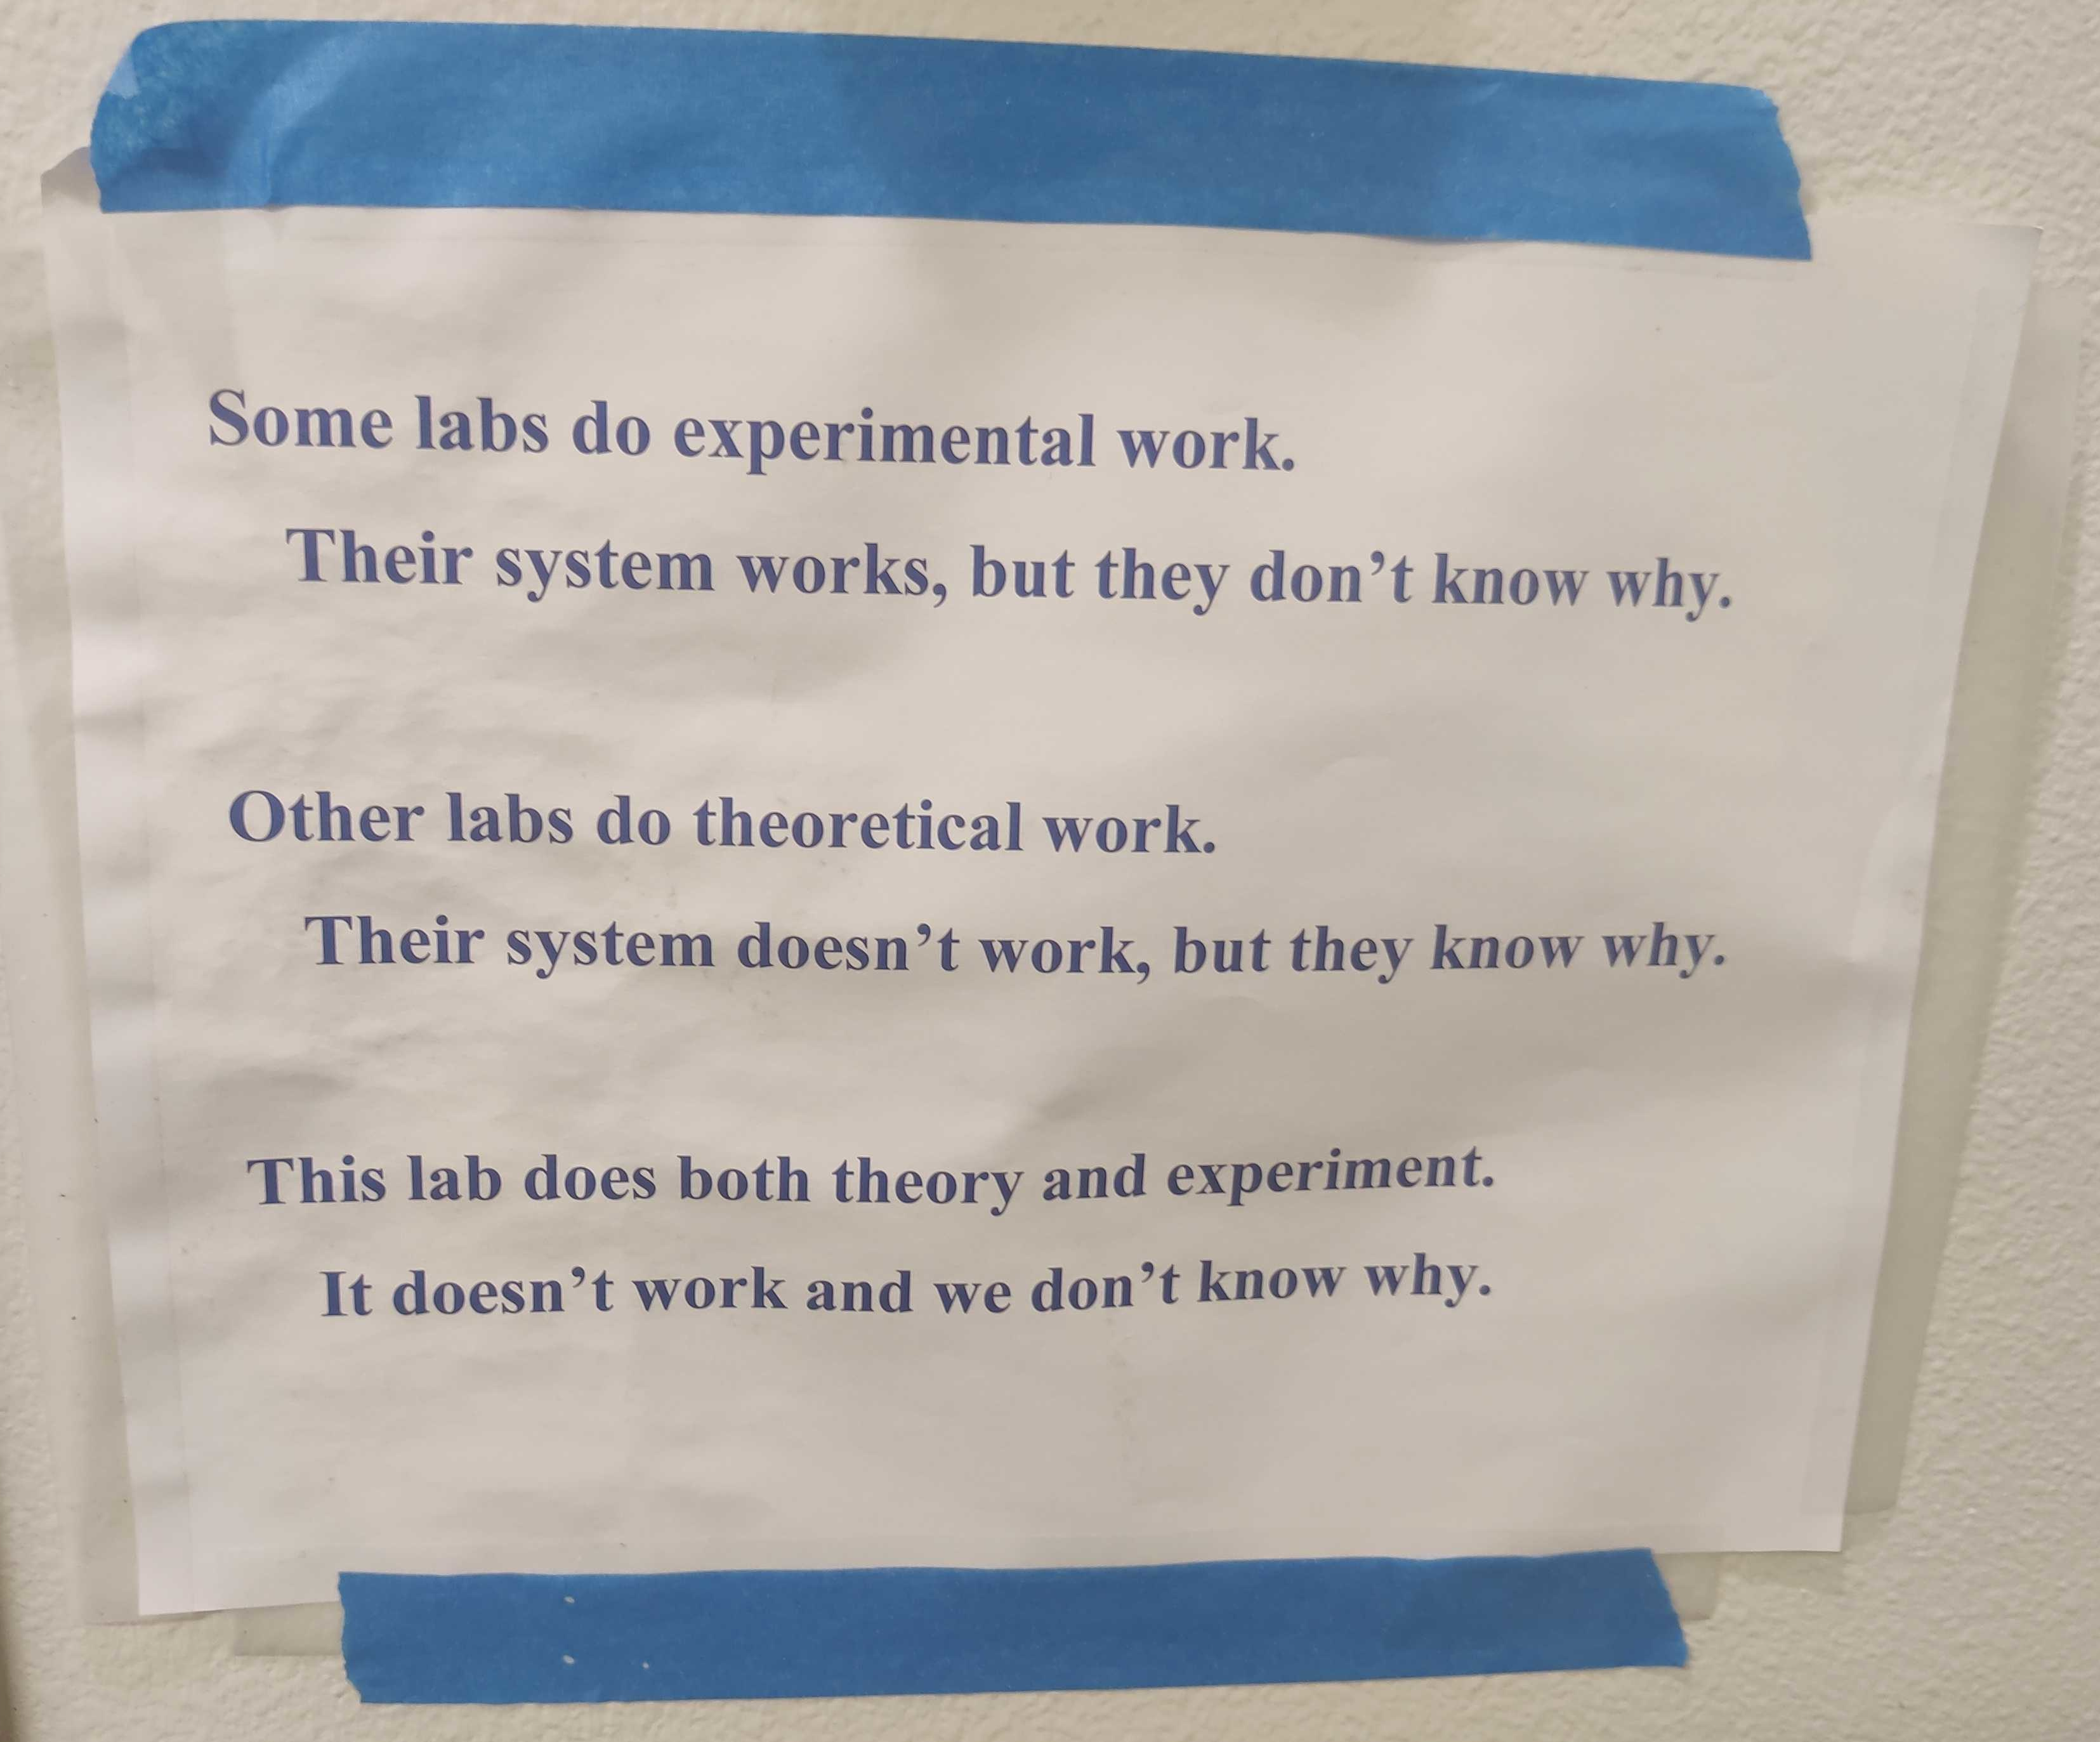 Some labs do experimental work.
Their system works, but they don’t know why.
Other labs do theoretical work.
Their system doesn’t work, but they know why.
This lab does both theory and experiment.
It doesn’t work and we don’t know why.